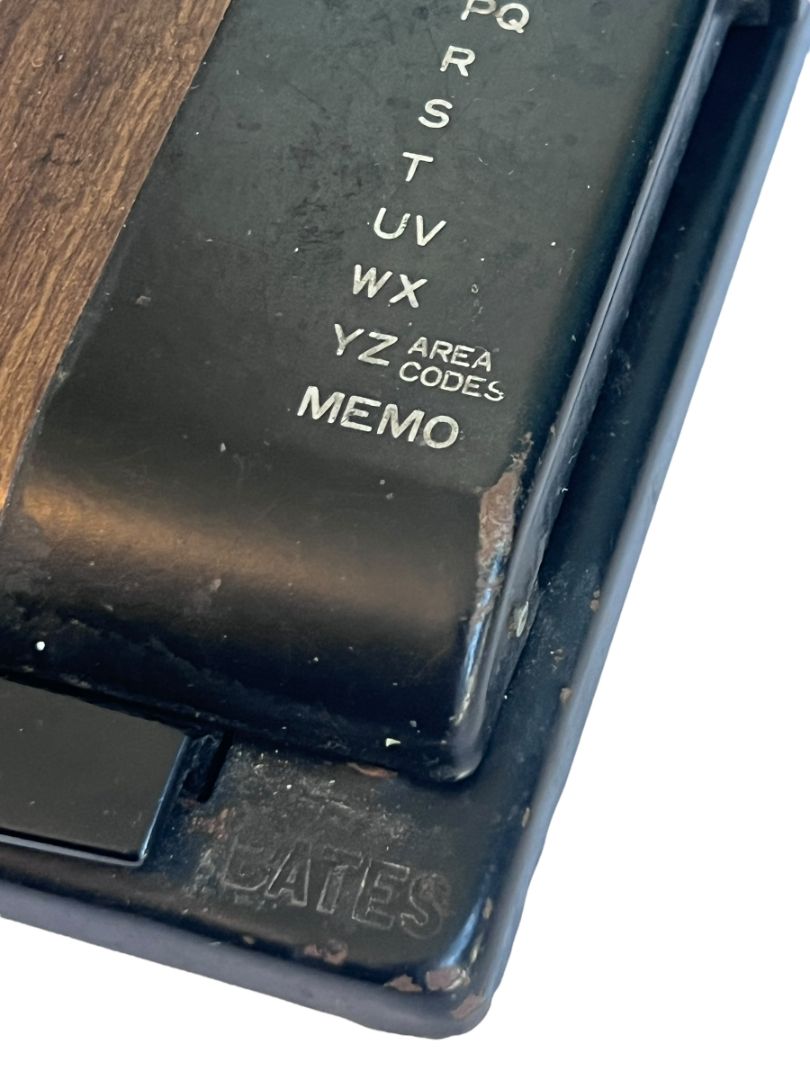 PQ
R
S
T
UV
WX
YZ AREA
CODES
MEMO
BATES